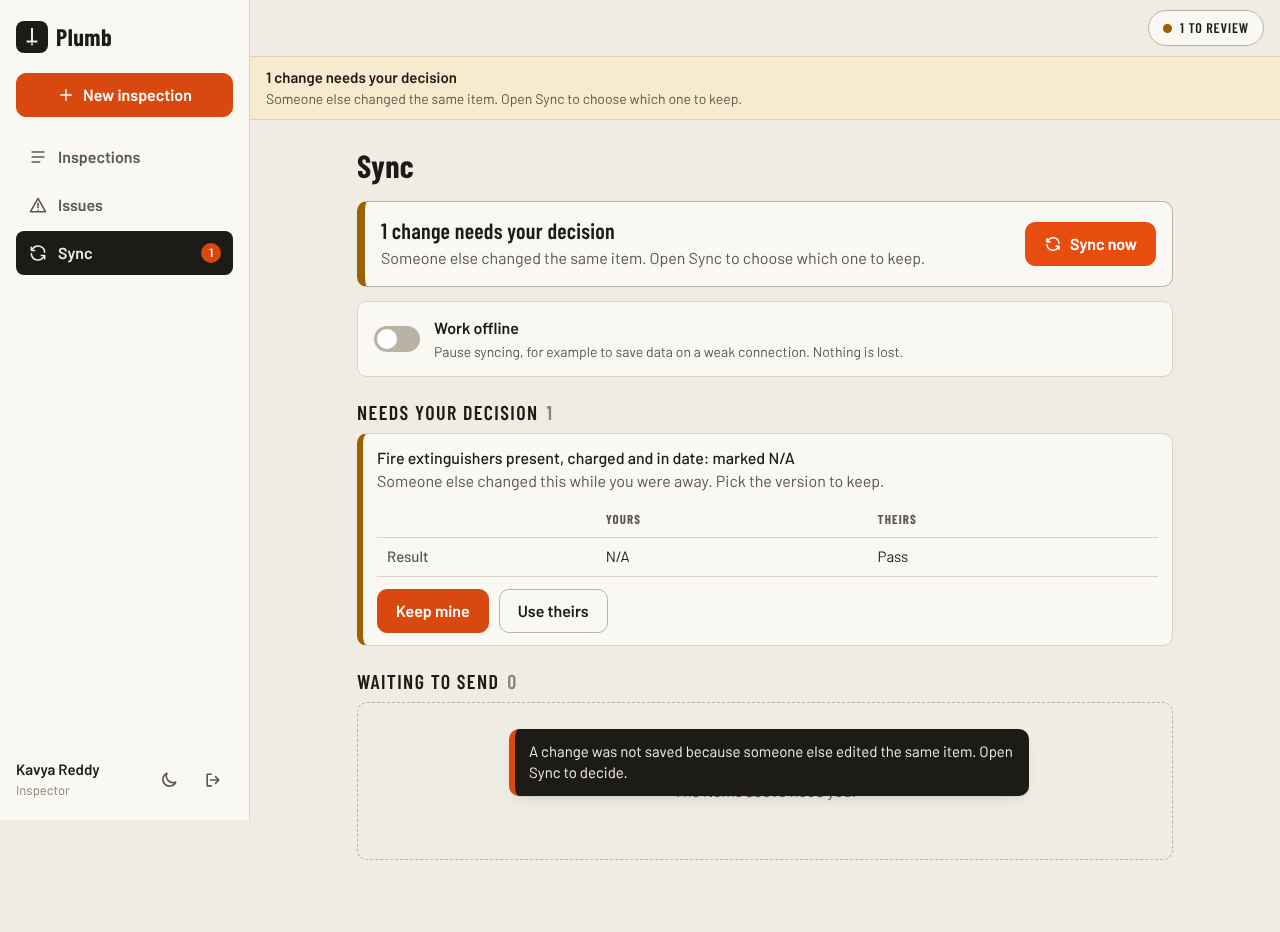 Plumb
1 TO REVIEW
New inspection
Inspections
Issues
Sync 1
1 change needs your decision
Someone else changed the same item. Open Sync to choose which one to keep.
Sync
1 change needs your decision
Someone else changed the same item. Open Sync to choose which one to keep.
Sync now
Work offline
Pause syncing, for example to save data on a weak connection. Nothing is lost.
NEEDS YOUR DECISION 1
Fire extinguishers present, charged and in date: marked N/A
Someone else changed this while you were away. Pick the version to keep.
YOURS THEIRS
Result N/A Pass
Keep mine Use theirs
WAITING TO SEND 0
A change was not saved because someone else edited the same item. Open
Sync to decide.
Kavya Reddy
Inspector